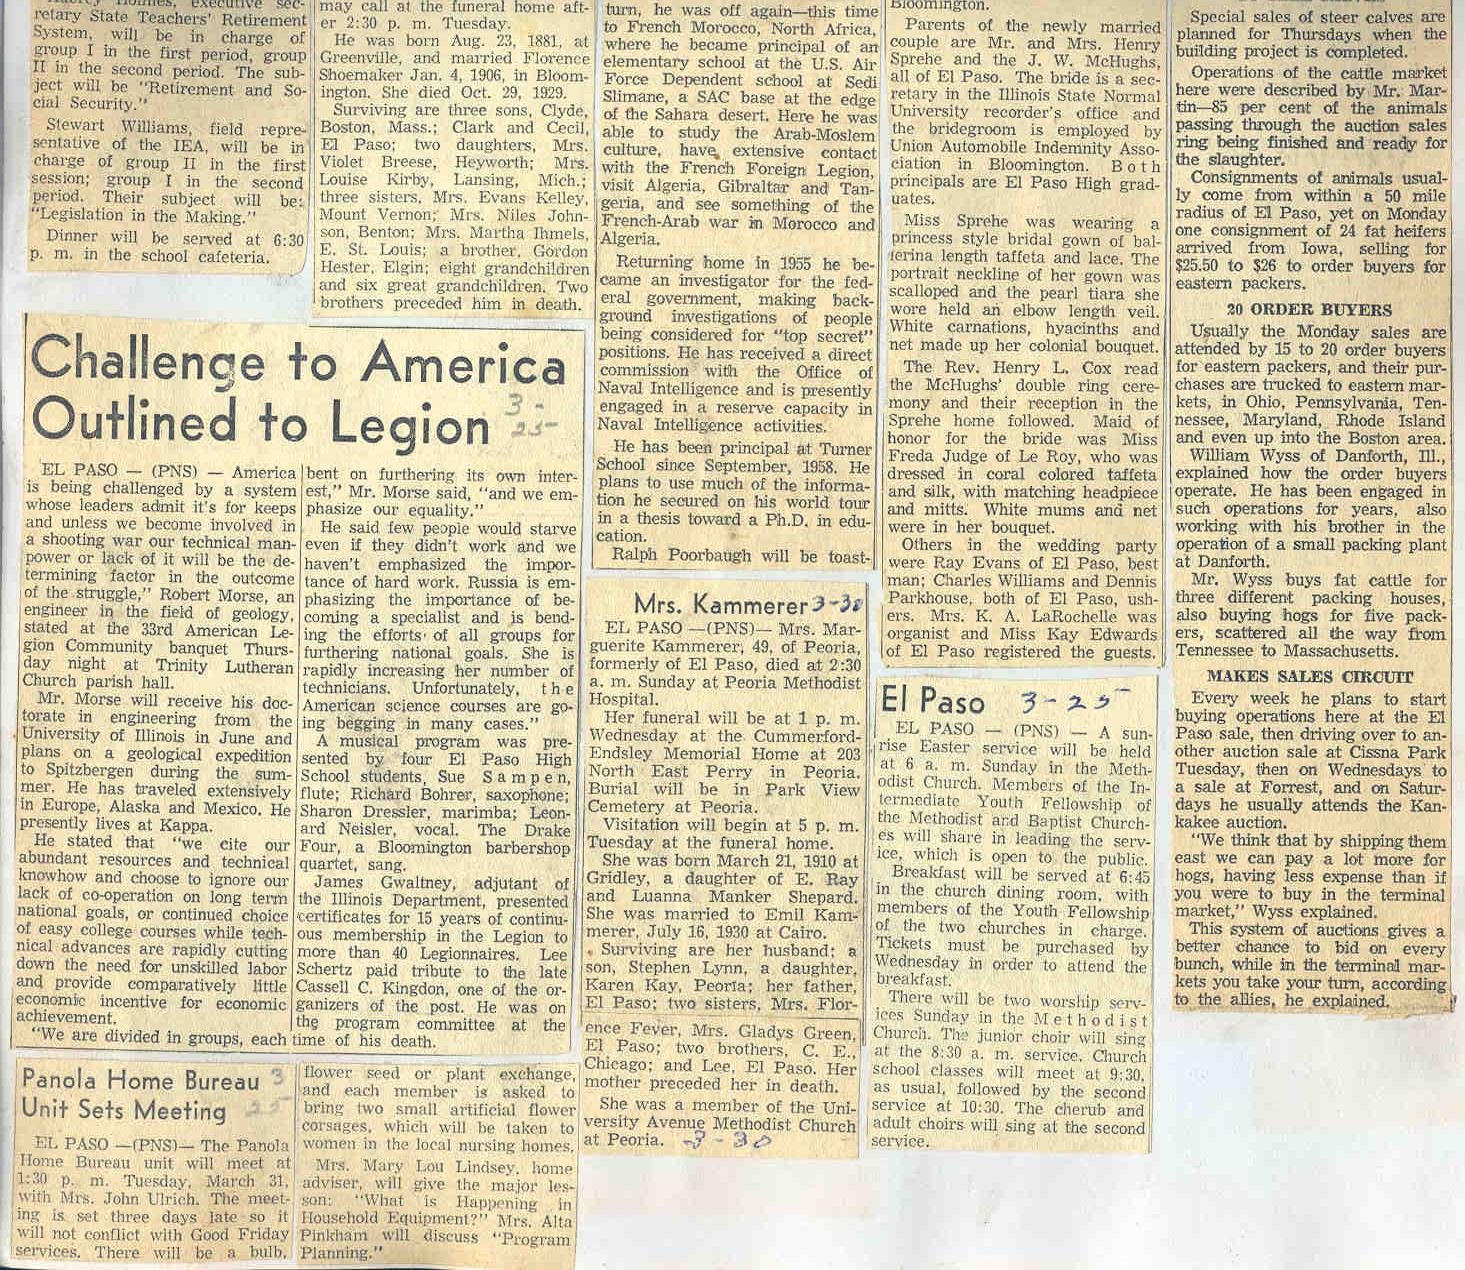 retary State Teachers' Retirement
System, will be in charge of
group I in the first period, group
II in the second period. The sub-
ject will be "Retirement and So-
cial Security."
Stewart Williams, field repre-
sentative of the IEA, will be in
charge of group II in the first
session; group I in the second
period. Their subject will be:
"Legislation in the Making."
Dinner will be served at 6:30
p. m. in the school cafeteria.
may call at the funeral home aft-
er 2:30 p. m. Tuesday.
He was born Aug. 23, 1881, at
Greenville, and married Florence
Shoemaker Jan. 4, 1906, in Bloom-
ington. She died Oct. 29, 1929.
Surviving are three sons, Clyde,
Boston, Mass.; Clark and Cecil,
El Paso; two daughters, Mrs.
Violet Breese, Heyworth; Mrs.
Louise Kirby, Lansing, Mich.;
three sisters, Mrs. Evans Kelley,
Mount Vernon; Mrs. Niles John-
son, Benton; Mrs. Martha Ihmels,
E. St. Louis; a brother, Gordon
Hester, Elgin; eight grandchildren
and six great grandchildren. Two
brothers preceded him in death.
Challenge to America
Outlined to Legion
3 -
25
EL PASO — (PNS) — America
is being challenged by a system
whose leaders admit it's for keeps
and unless we become involved in
a shooting war our technical man-
power or lack of it will be the de-
termining factor in the outcome
of the struggle," Robert Morse, an
engineer in the field of geology,
stated at the 33rd American Le-
gion Community banquet Thurs-
day night at Trinity Lutheran
Church parish hall.
Mr. Morse will receive his doc-
torate in engineering from the
University of Illinois in June and
plans on a geological expedition
to Spitzbergen during the sum-
mer. He has traveled extensively
in Europe, Alaska and Mexico. He
presently lives at Kappa.
He stated that "we cite our
abundant resources and technical
knowhow and choose to ignore our
lack of co-operation on long term
national goals, or continued choice
of easy college courses while tech-
nical advances are rapidly cutting
down the need for unskilled labor
and provide comparatively little
economic incentive for economic
achievement.
"We are divided in groups, each
bent on furthering its own inter-
est," Mr. Morse said, "and we em-
phasize our equality."
He said few people would starve
even if they didn't work and we
haven't emphasized the impor-
tance of hard work. Russia is em-
phasizing the importance of be-
coming a specialist and is bend-
ing the efforts of all groups for
furthering national goals. She is
rapidly increasing her number of
technicians. Unfortunately, the
American science courses are go-
ing begging in many cases."
A musical program was pre-
sented by four El Paso High
School students, Sue Sampen,
flute; Richard Bohrer, saxophone;
Sharon Dressler, marimba; Leon-
ard Neisler, vocal. The Drake
Four, a Bloomington barbershop
quartet, sang.
James Gwaltney, adjutant of
the Illinois Department, presented
certificates for 15 years of continu-
ous membership in the Legion to
more than 40 Legionnaires. Lee
Schertz paid tribute to the late
Cassell C. Kingdon, one of the or-
ganizers of the post. He was on
the program committee at the
time of his death.
Panola Home Bureau
Unit Sets Meeting
3
25
EL PASO —(PNS)— The Panola
Home Bureau unit will meet at
1:30 p. m. Tuesday, March 31,
with Mrs. John Ulrich. The meet-
ing is set three days late so it
will not conflict with Good Friday
services. There will be a bulb,
flower seed or plant exchange,
and each member is asked to
bring two small artificial flower
corsages, which will be taken to
women in the local nursing homes.
Mrs. Mary Lou Lindsey, home
adviser, will give the major les-
son: "What is Happening in
Household Equipment?" Mrs. Alta
Pinkham will discuss "Program
Planning."
turn, he was off again—this time
to French Morocco, North Africa,
where he became principal of an
elementary school at the U.S. Air
Force Dependent school at Sedi
Slimane, a SAC base at the edge
of the Sahara desert. Here he was
able to study the Arab-Moslem
culture, have extensive contact
with the French Foreign Legion,
visit Algeria, Gibraltar and Tan-
geria, and see something of the
French-Arab war in Morocco and
Algeria.
Returning home in 1955 he be-
came an investigator for the fed-
eral government, making back-
ground investigations of people
being considered for "top secret"
positions. He has received a direct
commission with the Office of
Naval Intelligence and is presently
engaged in a reserve capacity in
Naval Intelligence activities.
He has been principal at Turner
School since September, 1958. He
plans to use much of the informa-
tion he secured on his world tour
in a thesis toward a Ph.D. in edu-
cation.
Ralph Poorbaugh will be toast-
Mrs. Kammerer 3-30
EL PASO —(PNS)— Mrs. Mar-
guerite Kammerer, 49, of Peoria,
formerly of El Paso, died at 2:30
a. m. Sunday at Peoria Methodist
Hospital.
Her funeral will be at 1 p. m.
Wednesday at the Cummerford-
Endsley Memorial Home at 203
North East Perry in Peoria.
Burial will be in Park View
Cemetery at Peoria.
Visitation will begin at 5 p. m.
Tuesday at the funeral home.
She was born March 21, 1910 at
Gridley, a daughter of E. Ray
and Luanna Manker Shepard.
She was married to Emil Kam-
merer, July 16, 1930 at Cairo.
Surviving are her husband; a
son, Stephen Lynn, a daughter,
Karen Kay, Peoria; her father,
El Paso; two sisters, Mrs. Flor-
ence Fever, Mrs. Gladys Green,
El Paso; two brothers, C. E.,
Chicago; and Lee, El Paso. Her
mother preceded her in death.
She was a member of the Uni-
versity Avenue Methodist Church
at Peoria. 3-30
Bloomington.
Parents of the newly married
couple are Mr. and Mrs. Henry
Sprehe and the J. W. McHughs,
all of El Paso. The bride is a sec-
retary in the Illinois State Normal
University recorder's office and
the bridegroom is employed by
Union Automobile Indemnity Asso-
ciation in Bloomington. Both
principals are El Paso High grad-
uates.
Miss Sprehe was wearing a
princess style bridal gown of bal-
lerina length taffeta and lace. The
portrait neckline of her gown was
scalloped and the pearl tiara she
wore held an elbow length veil.
White carnations, hyacinths and
net made up her colonial bouquet.
The Rev. Henry L. Cox read
the McHughs' double ring cere-
mony and their reception in the
Sprehe home followed. Maid of
honor for the bride was Miss
Freda Judge of Le Roy, who was
dressed in coral colored taffeta
and silk, with matching headpiece
and mitts. White mums and net
were in her bouquet.
Others in the wedding party
were Ray Evans of El Paso, best
man; Charles Williams and Dennis
Parkhouse, both of El Paso, ush-
ers. Mrs. K. A. LaRochelle was
organist and Miss Kay Edwards
of El Paso registered the guests.
El Paso 3-25
EL PASO — (PNS) — A sun-
rise Easter service will be held
at 6 a. m. Sunday in the Meth-
odist Church. Members of the In-
termediate Youth Fellowship of
the Methodist and Baptist Church-
es will share in leading the serv-
ice, which is open to the public.
Breakfast will be served at 6:45
in the church dining room, with
members of the Youth Fellowship
of the two churches in charge.
Tickets must be purchased by
Wednesday in order to attend the
breakfast.
There will be two worship serv-
ices Sunday in the Methodist
Church. The junior choir will sing
at the 8:30 a. m. service. Church
school classes will meet at 9:30,
as usual, followed by the second
service at 10:30. The cherub and
adult choirs will sing at the second
service.
Special sales of steer calves are
planned for Thursdays when the
building project is completed.
Operations of the cattle market
here were described by Mr. Mar-
tin—85 per cent of the animals
passing through the auction sales
ring being finished and ready for
the slaughter.
Consignments of animals usual-
ly come from within a 50 mile
radius of El Paso, yet on Monday
one consignment of 24 fat heifers
arrived from Iowa, selling for
$25.50 to $26 to order buyers for
eastern packers.
20 ORDER BUYERS
Usually the Monday sales are
attended by 15 to 20 order buyers
for eastern packers, and their pur-
chases are trucked to eastern mar-
kets, in Ohio, Pennsylvania, Ten-
nessee, Maryland, Rhode Island
and even up into the Boston area.
William Wyss of Danforth, Ill.,
explained how the order buyers
operate. He has been engaged in
such operations for years, also
working with his brother in the
operation of a small packing plant
at Danforth.
Mr. Wyss buys fat cattle for
three different packing houses,
also buying hogs for five pack-
ers, scattered all the way from
Tennessee to Massachusetts.
MAKES SALES CIRCUIT
Every week he plans to start
buying operations here at the El
Paso sale, then driving over to an-
other auction sale at Cissna Park
Tuesday, then on Wednesdays to
a sale at Forrest, and on Satur-
days he usually attends the Kan-
kakee auction.
"We think that by shipping them
east we can pay a lot more for
hogs, having less expense than if
you were to buy in the terminal
market," Wyss explained.
This system of auctions gives a
better chance to bid on every
bunch, while in the terminal mar-
kets you take your turn, according
to the allies, he explained.